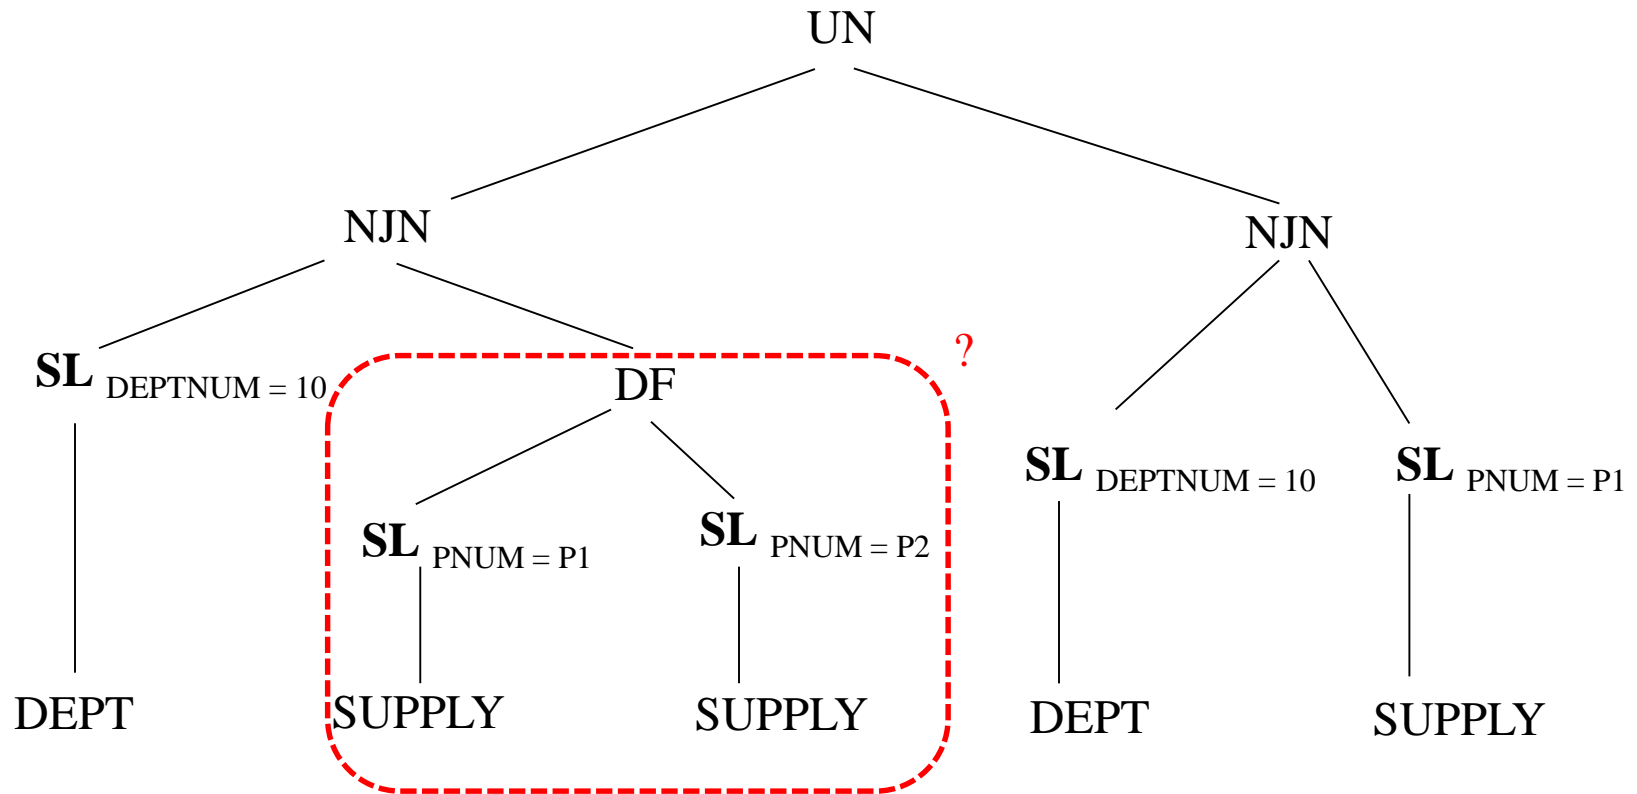 UN
NJN
NJN
SL DEPTNUM = 10
DF
?
SL DEPTNUM = 10
SL PNUM = P1
SL PNUM = P1
SL PNUM = P2
DEPT
SUPPLY
SUPPLY
DEPT
SUPPLY